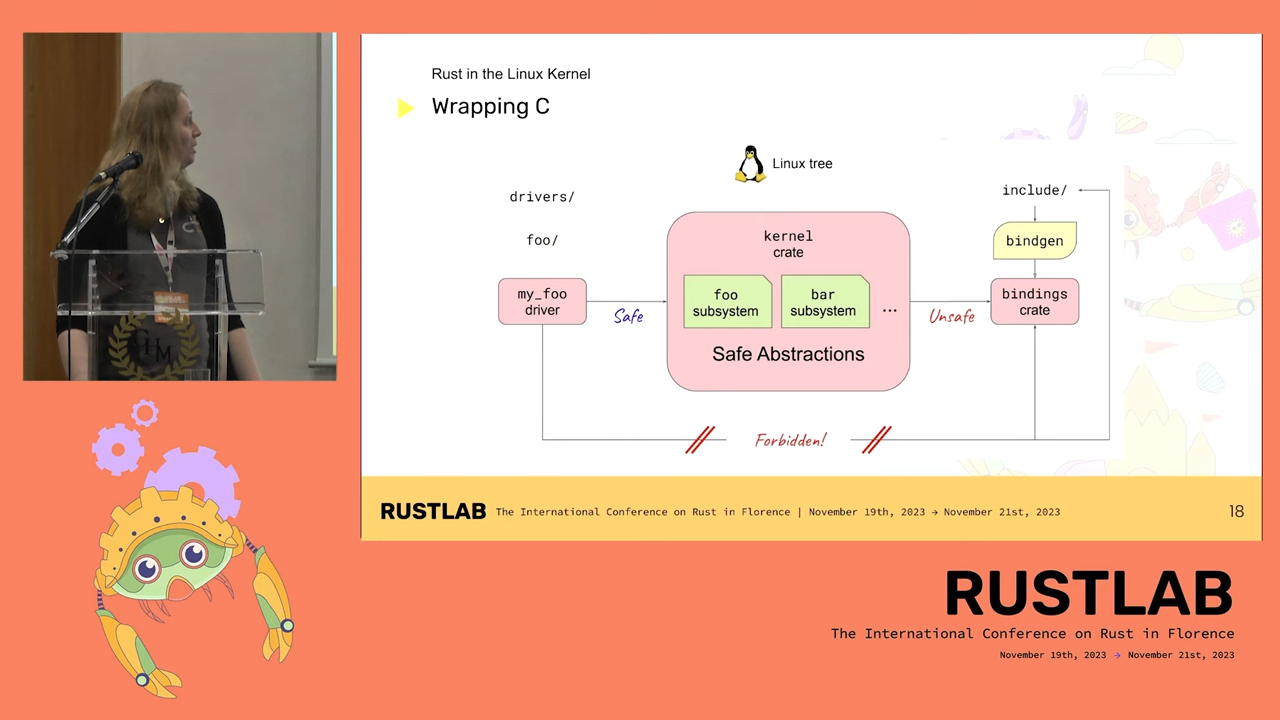 Rust in the Linux Kernel
Wrapping C
Linux tree
drivers/
foo/
my_foo
driver
Safe
kernel
crate
foo
subsystem
bar
subsystem
...
Safe Abstractions
Unsafe
include/
bindgen
bindings
crate
Forbidden!
RUSTLAB The International Conference on Rust in Florence | November 19th, 2023 → November 21st, 2023
18
GHM
RUSTLAB
The International Conference on Rust in Florence
November 19th, 2023 → November 21st, 2023